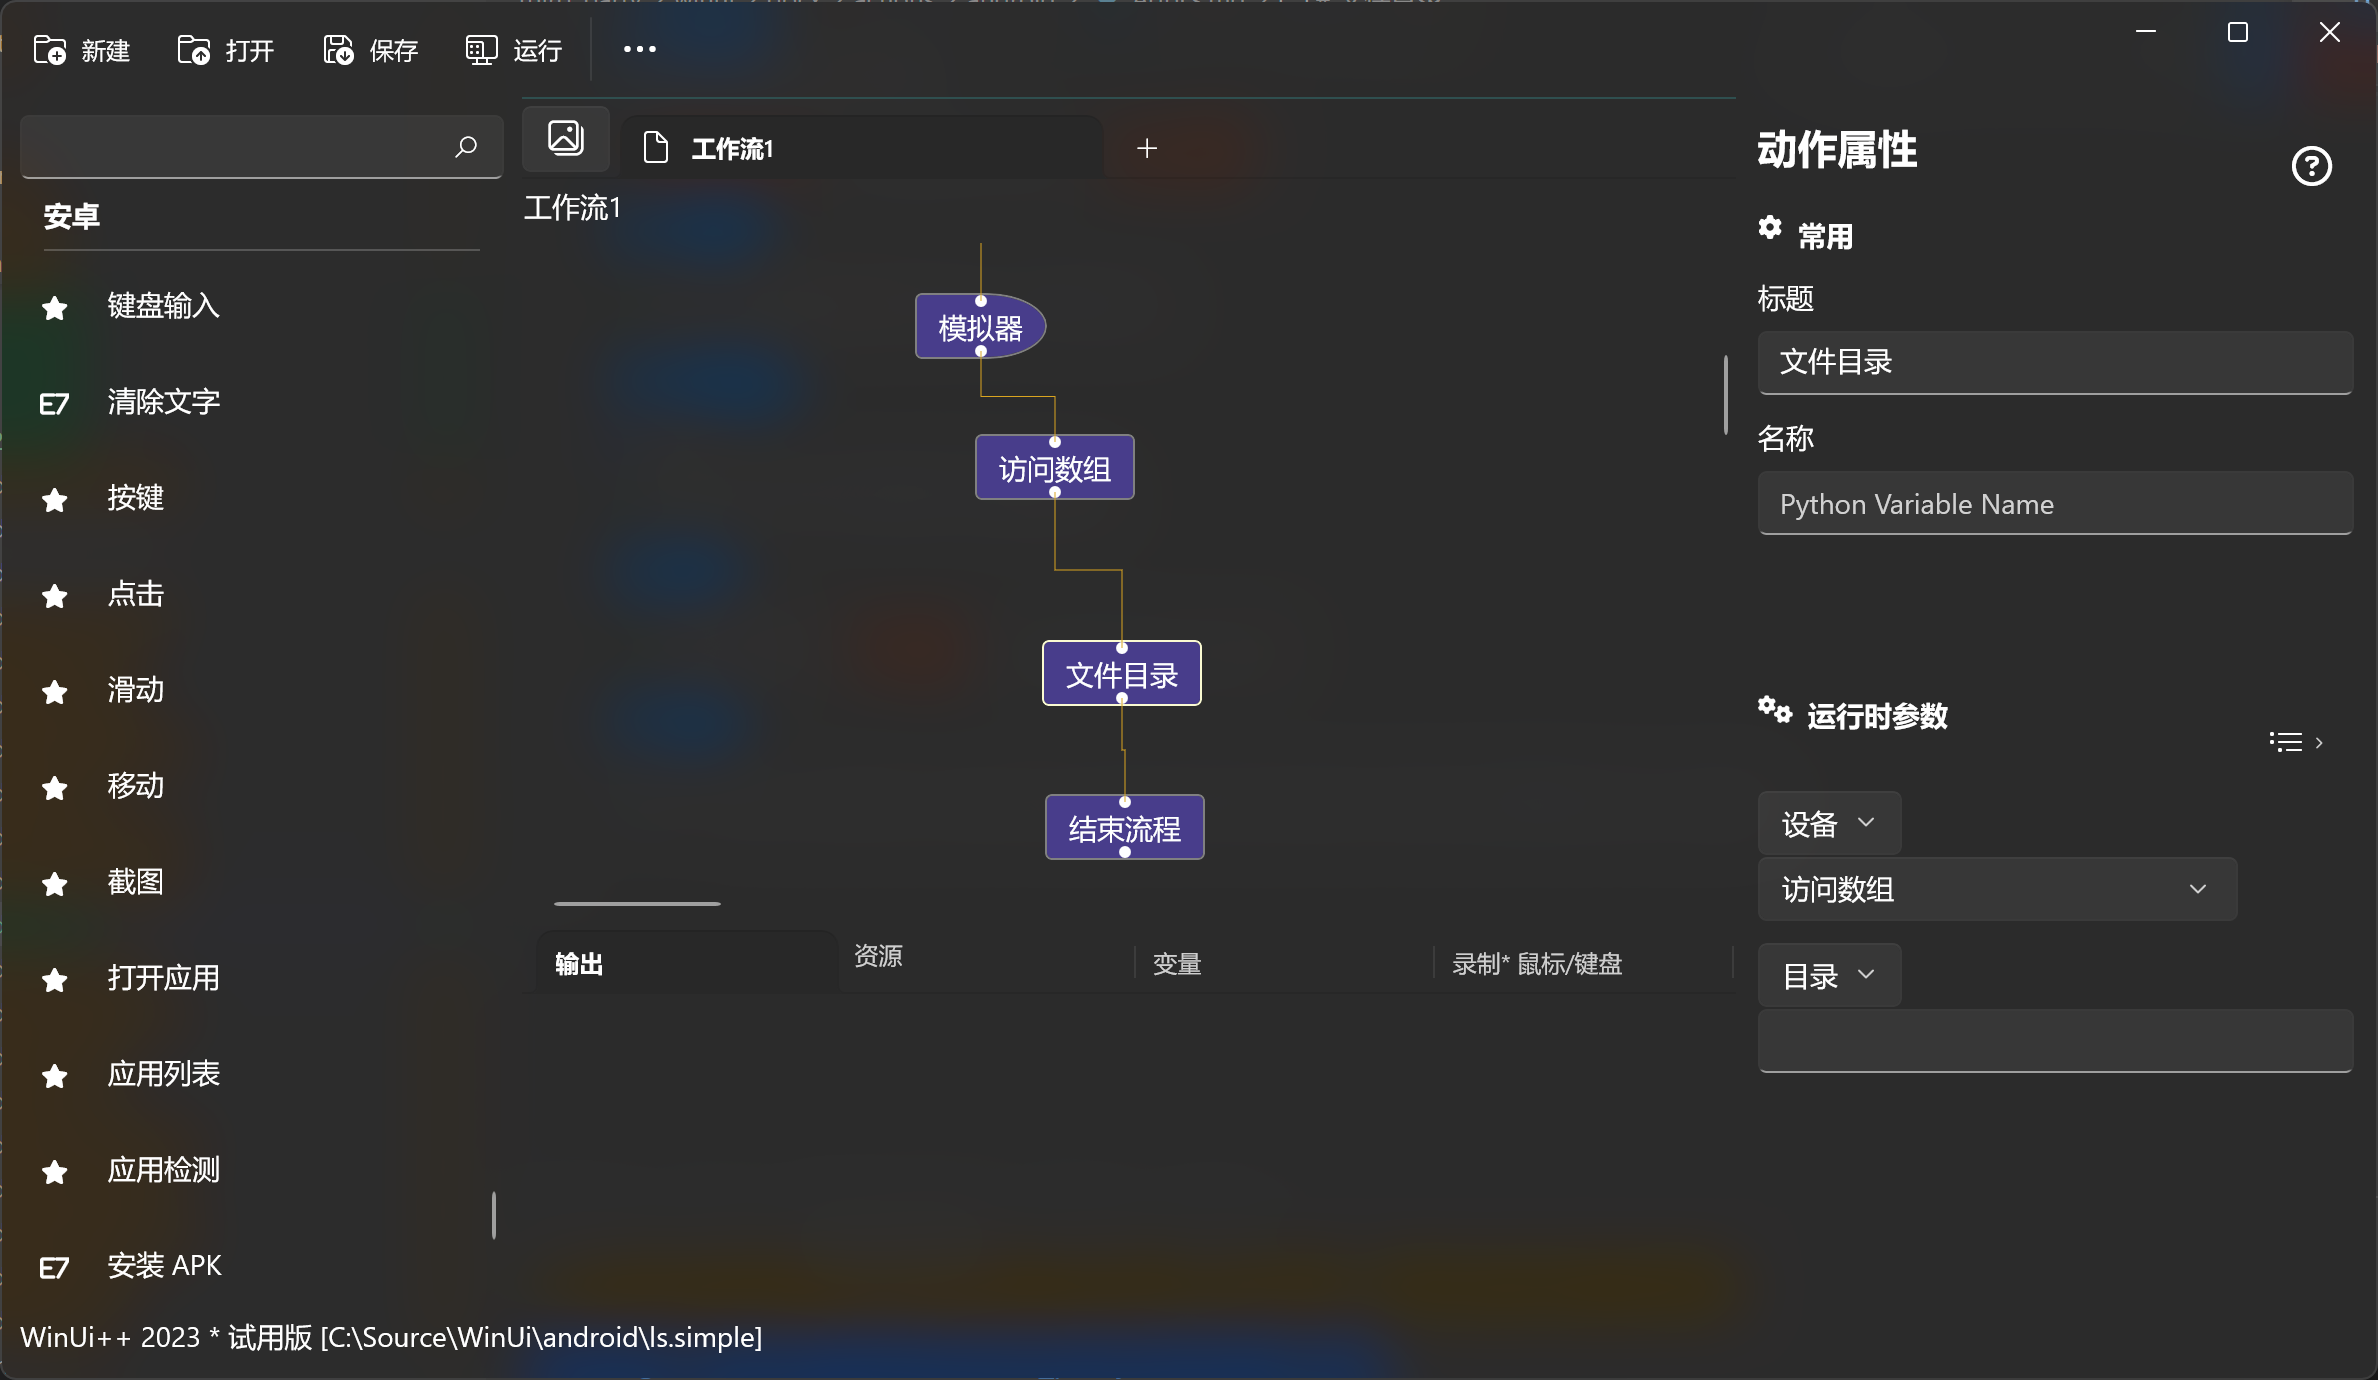 新建
打开
保存
运行
工作流1
安卓
键盘输入
清除文字
按键
点击
滑动
移动
截图
打开应用
应用列表
应用检测
安装 APK
工作流1
模拟器
访问数组
文件目录
结束流程
输出
资源
变量
录制* 鼠标/键盘
动作属性
常用
标题
文件目录
名称
Python Variable Name
运行时参数
设备
访问数组
目录
WinUi++ 2023 * 试用版 [C:\Source\WinUi\android\ls.simple]